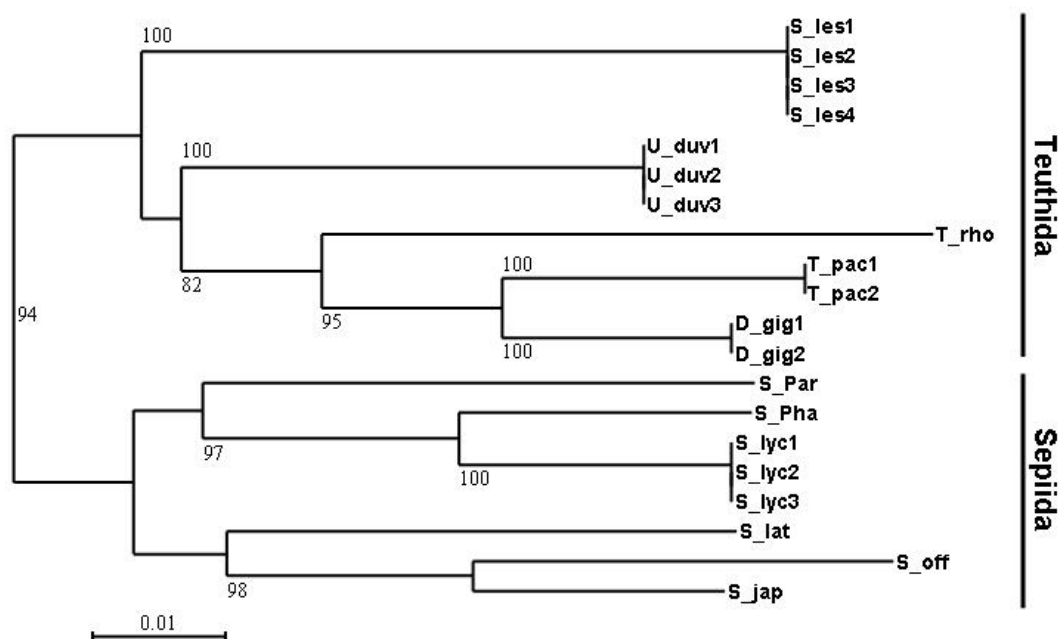 100
S_les1
S_les2
S_les3
S_les4
100
U_duv1
U_duv2
U_duv3
T_rho
82
100
T_pac1
T_pac2
94
95
D_gig1
100
D_gig2
Teuthida
S_Par
S_Pha
97
S_lyc1
100
S_lyc2
S_lyc3
S_lat
S_off
98
S_jap
Sepiida
0.01